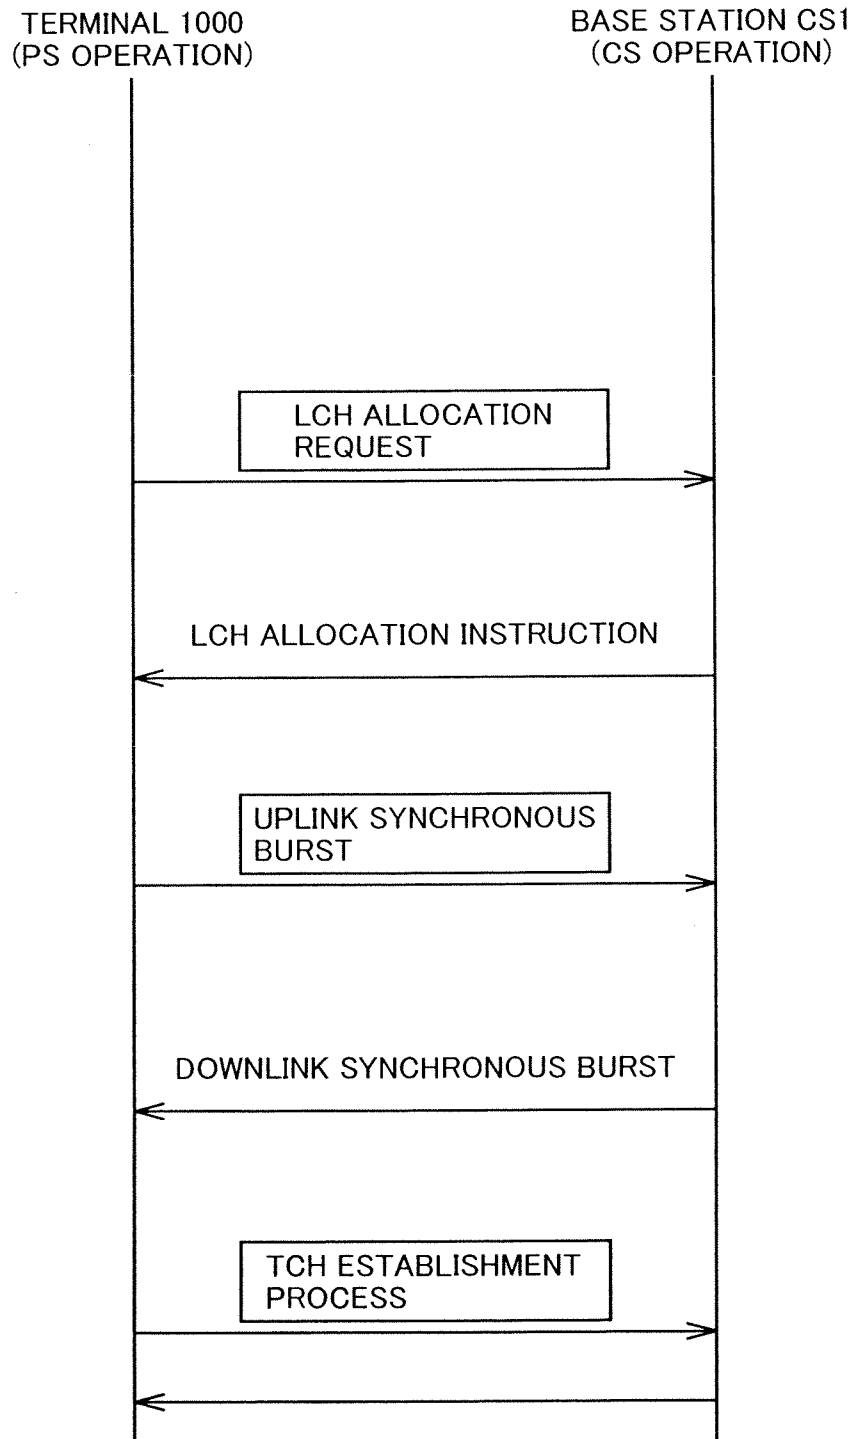 TERMINAL 1000
(PS OPERATION)
BASE STATION CS1
(CS OPERATION)
LCH ALLOCATION
REQUEST
LCH ALLOCATION INSTRUCTION
UPLINK SYNCHRONOUS
BURST
DOWNLINK SYNCHRONOUS BURST
TCH ESTABLISHMENT
PROCESS